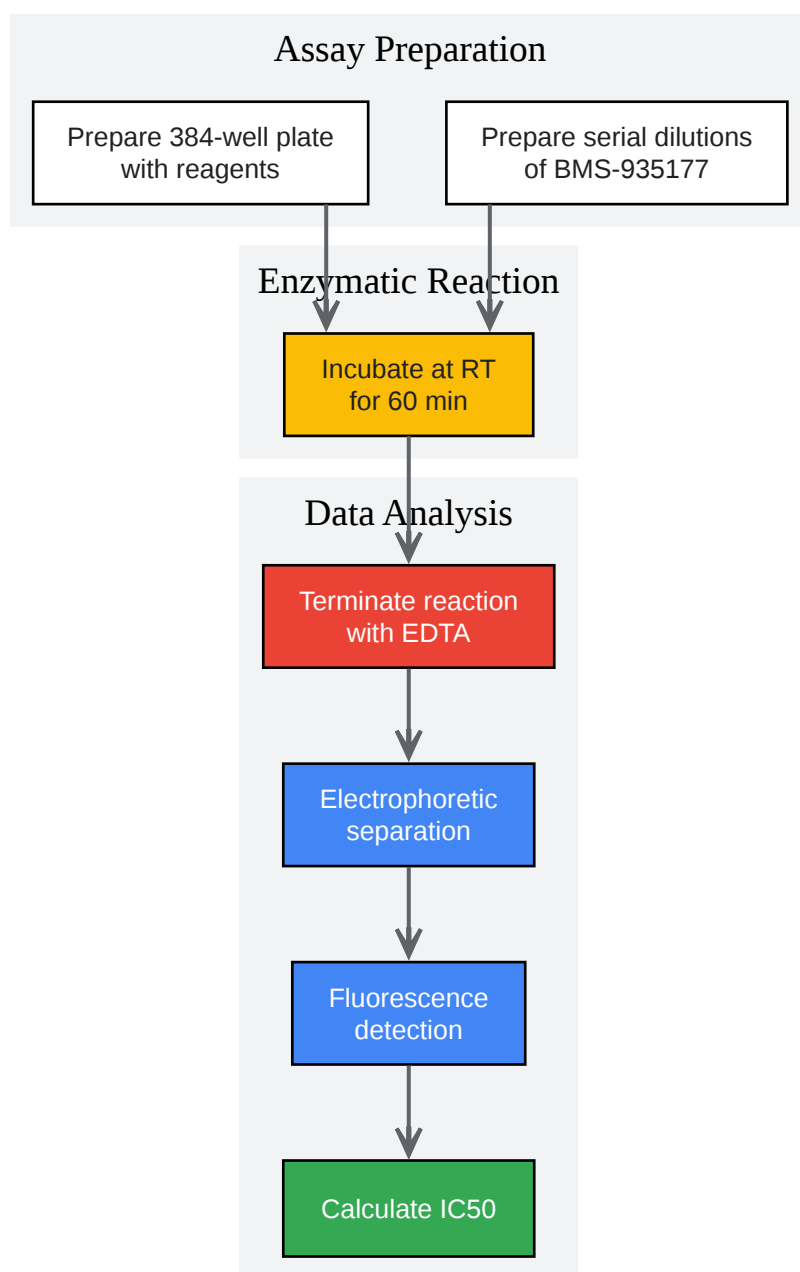 Assay Preparation
Prepare 384-well plate
with reagents
Prepare serial dilutions
of BMS-935177
Enzymatic Reaction
Incubate at RT
for 60 min
Data Analysis
Terminate reaction
with EDTA
Electrophoretic
separation
Fluorescence
detection
Calculate IC50